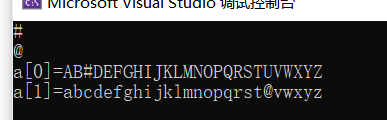 Microsoft Visual Studio 调试控制台
#
@
a[0]=AB#DEFGHIJKLMNOPQRSTUVWXYZ
a[1]=abcdefghijklmnopqrst@vwxyz